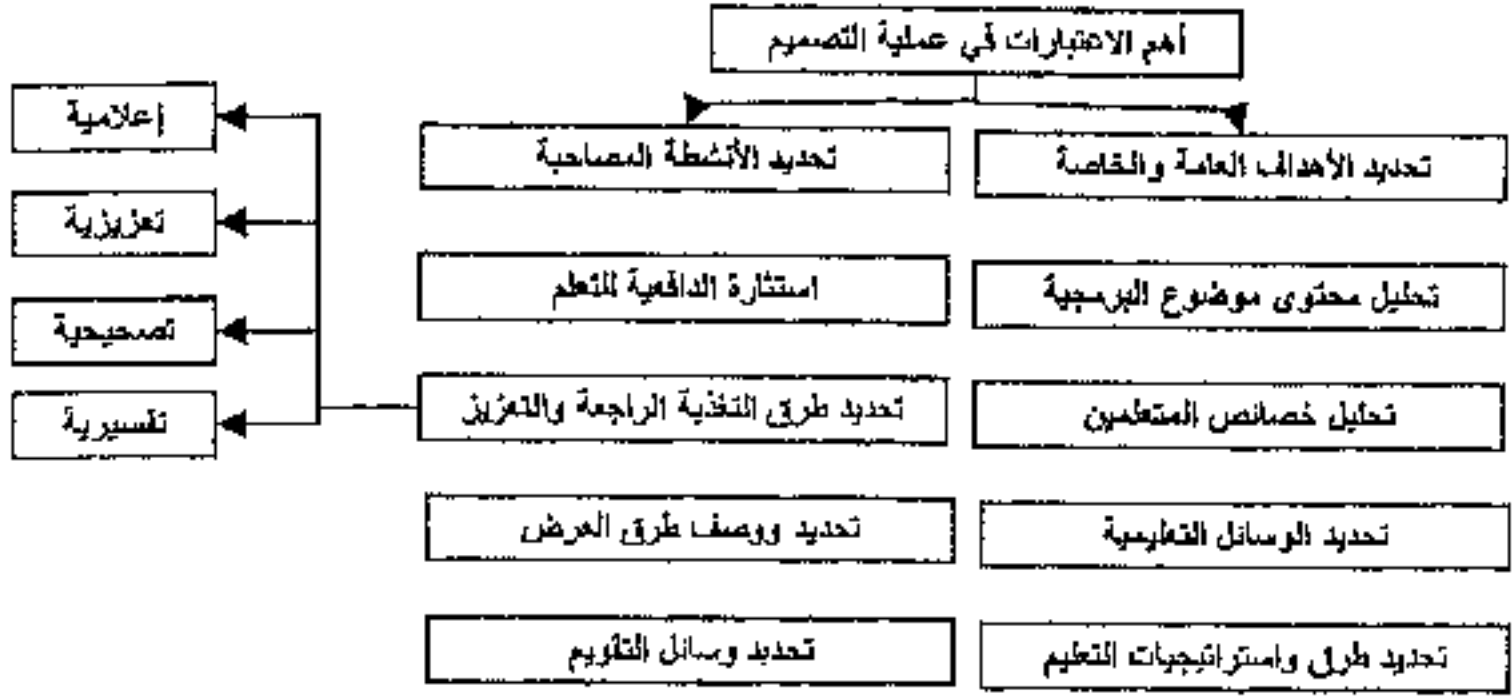 أهم الاعتبارات في عملية التصميم
تحديد الأهداف العامة والخاصة
تحليل محتوى موضوع البرمجية
تحليل خصائص المتعلمين
تحديد الوسائل التعليمية
تحديد طرق واستراتيجيات التعليم
تحديد الأنشطة المصاحبة
استثارة الدافعية للتعلم
تحديد طرق التغذية الراجعة والتعزيز
تحديد ووصف طرق العرض
تحديد وسائل التقويم
إعلامية
تعزيزية
تصحيحية
تفسيرية